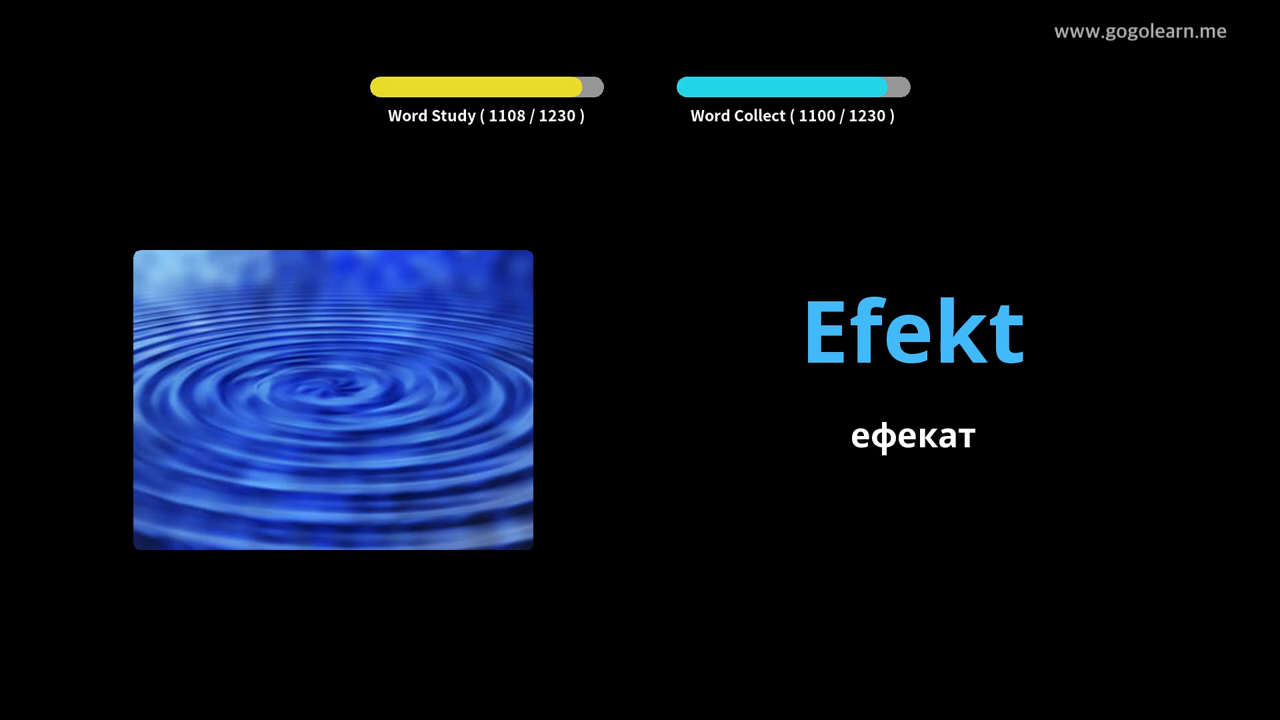 www.gogolearn.me
Word Study ( 1108 / 1230 )
Word Collect ( 1100 / 1230 )
Efekt
ефекат